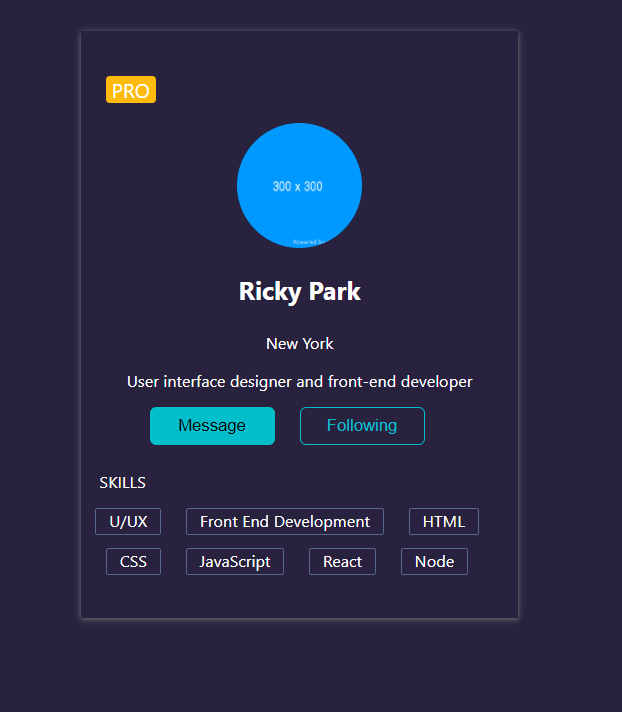 PRO
300 x 300
Powered by
Ricky Park
New York
User interface designer and front-end developer
Message Following
SKILLS
U/UX Front End Development HTML
CSS JavaScript React Node